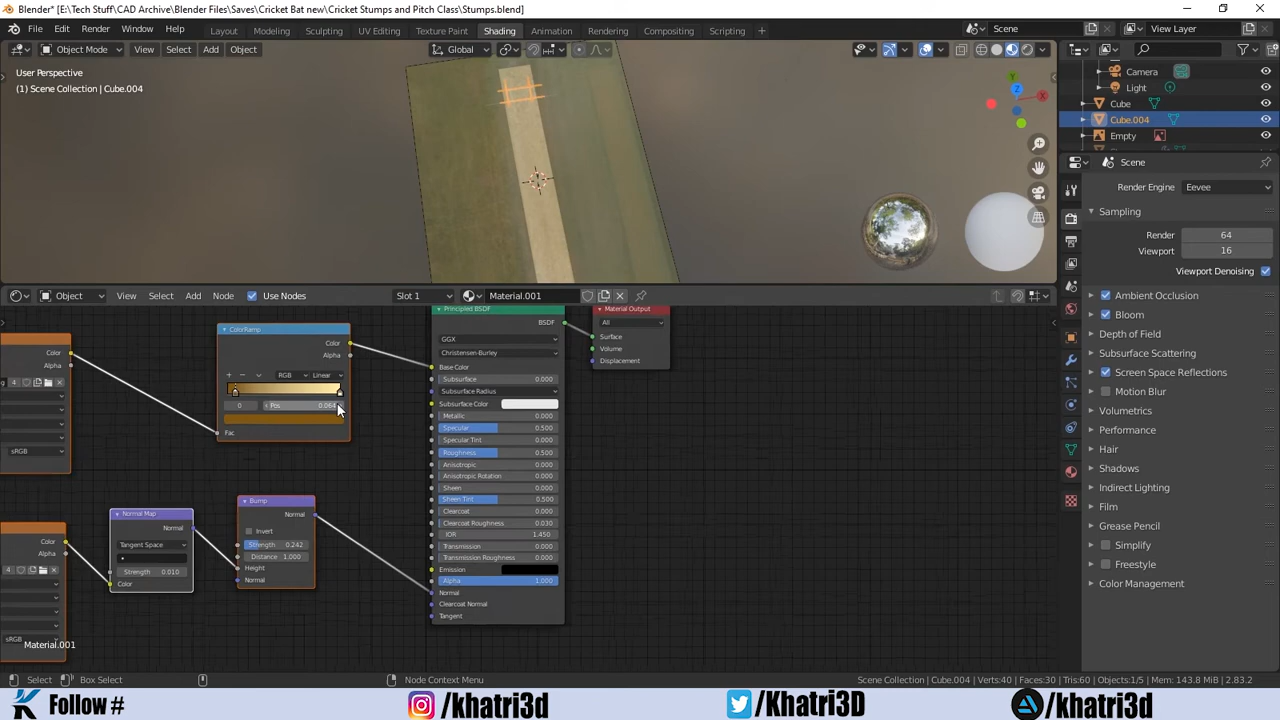 Blender* [E:\Tech Stuff\CAD Archive\Blender Files\Saves\Cricket Bat new\Cricket Stumps and Pitch Class\Stumps.blend]
File Edit Render Window Help Layout Modeling Sculpting UV Editing Texture Paint Shading Animation Rendering Compositing Scripting + Scene View Layer
Object Mode View Select Add Object Global
User Perspective
(1) Scene Collection | Cube.004
Camera
Light
Cube
Cube.004
Empty
Scene
Render Engine Eevee
Sampling
Render 64
Viewport 16
Viewport Denoising
Ambient Occlusion
Bloom
Depth of Field
Subsurface Scattering
Screen Space Reflections
Motion Blur
Volumetrics
Performance
Hair
Shadows
Indirect Lighting
Film
Grease Pencil
Simplify
Freestyle
Color Management
Object View Select Add Node Use Nodes Slot 1 Material.001
Color
Alpha
4
sRGB
ColorRamp
Color
Alpha
RGB Linear
0 Pos 0.064
Fac
Color
Alpha
4
sRGB
Material.001
Normal Map
Normal
Tangent Space
Strength 0.010
Color
Bump
Normal
Invert
Strength 0.242
Distance 1.000
Height
Normal
Principled BSDF
BSDF
GGX
Christensen-Burley
Base Color
Subsurface 0.000
Subsurface Radius
Subsurface Color
Metallic 0.000
Specular 0.500
Specular Tint 0.000
Roughness 0.500
Anisotropic 0.000
Anisotropic Rotation 0.000
Sheen 0.000
Sheen Tint 0.500
Clearcoat 0.000
Clearcoat Roughness 0.030
IOR 1.450
Transmission 0.000
Transmission Roughness 0.000
Emission
Alpha 1.000
Normal
Clearcoat Normal
Tangent
Material Output
All
Surface
Volume
Displacement
Select Box Select Node Context Menu Scene Collection | Cube.004 | Verts:40 | Faces:30 | Tris:60 | Objects:1/5 | Mem: 143.8 MiB | 2.83.2
Follow # /khatri3d /Khatri3D /khatri3d